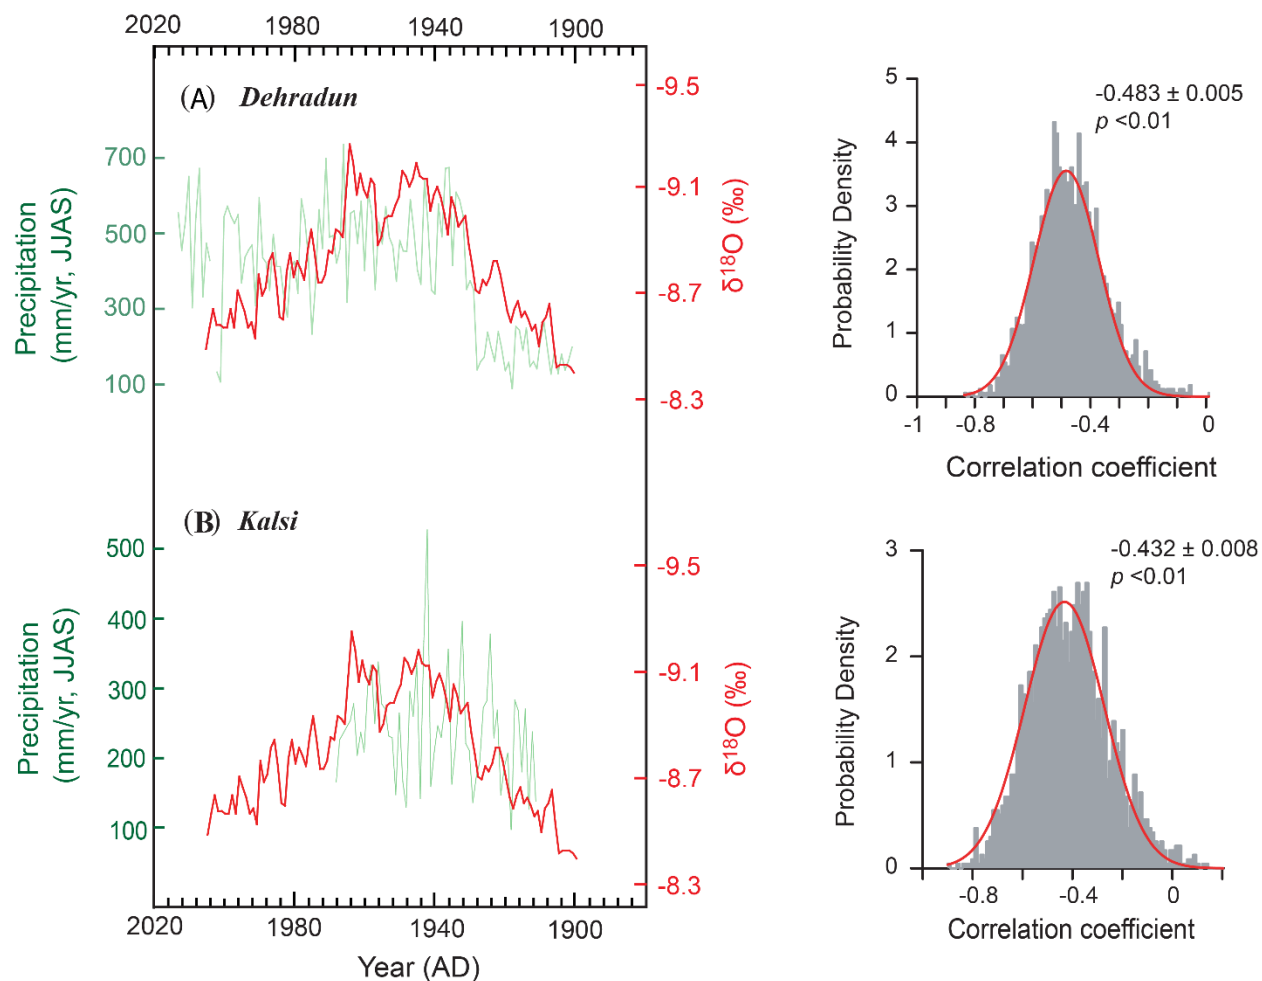 2020 1980 1940 1900
(A) Dehradun
Precipitation
(mm/yr, JJAS)
700
500
300
100
-9.5
-9.1
-8.7
-8.3
δ18O (‰)
5
4
3
2
1
0
Probability Density
-0.483 ± 0.005
p <0.01
-1 -0.8 -0.4 0
Correlation coefficient
(B) Kalsi
Precipitation
(mm/yr, JJAS)
500
400
300
200
100
-9.5
-9.1
-8.7
-8.3
δ18O (‰)
2020 1980 1940 1900
Year (AD)
3
2
1
0
Probability Density
-0.432 ± 0.008
p <0.01
-0.8 -0.4 0
Correlation coefficient